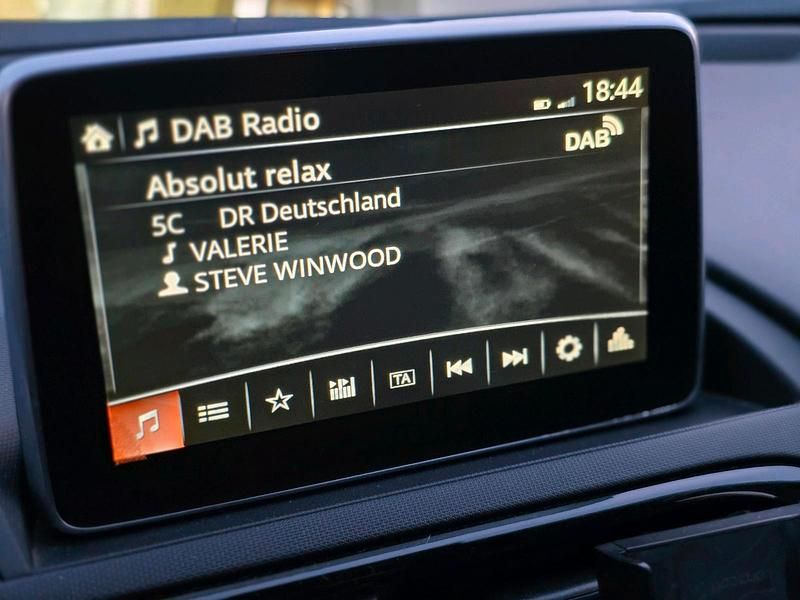 DAB Radio 18:44
DAB
Absolut relax
5C DR Deutschland
VALERIE
STEVE WINWOOD
TA